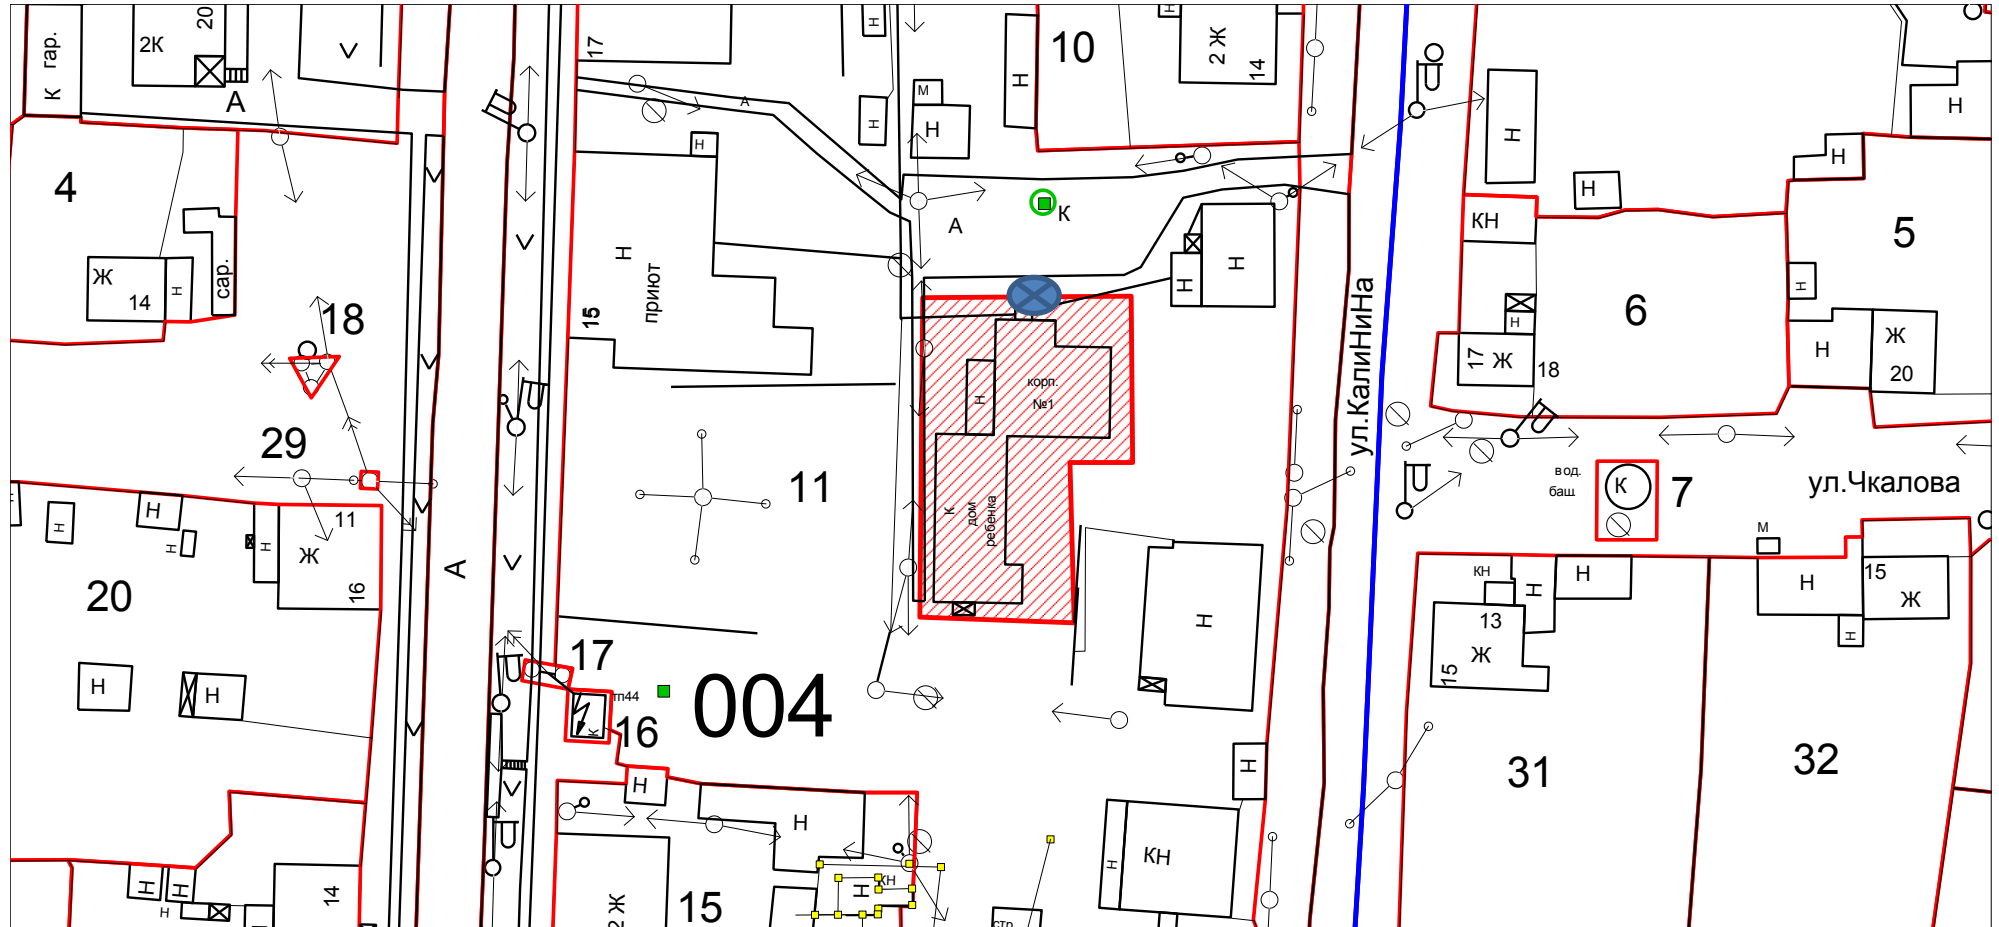 К гар.
2К
20
А
17
А
Н
Н
М
Н
Н
10
2 Ж
14
Н
Н
Н
Н
4
Ж
14
Н
сар.
18
Н
Н
приют
15
А
К
Н
Н
ул.КалиНиНа
КН
Н
6
Н
17
Ж
18
Н
5
Н
Н
Н
Ж
20
29
11
корп.
№1
Н
К
дом
ребенка
вод.
баш.
К
7
ул.Чкалова
М
Н
Н
Н
Н
11
Ж
16
А
20
Н
Н
17
тп44
К
16
004
Н
КН
Н
Н
13
Ж
15
31
Н
15
Ж
Н
32
Н
Н
Н
Н
КН
Н
Н
Н
14
2 Ж
15
Н
КН
стр.